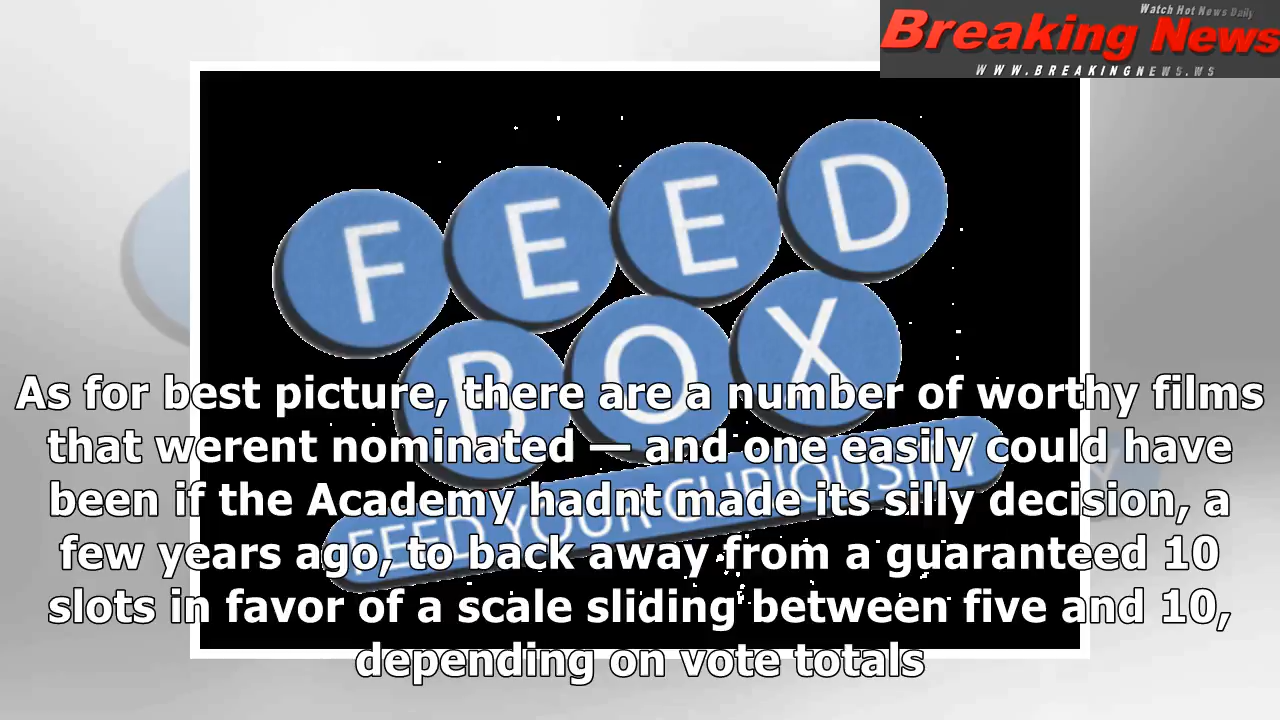 Watch Hot News Daily
Breaking News
WWW.BREAKINGNEWS.WS
FEED
BOX
FEED YOUR CURIOUSITY
As for best picture, there are a number of worthy films
that werent nominated — and one easily could have
been if the Academy hadnt made its silly decision, a
few years ago, to back away from a guaranteed 10
slots in favor of a scale sliding between five and 10,
depending on vote totals